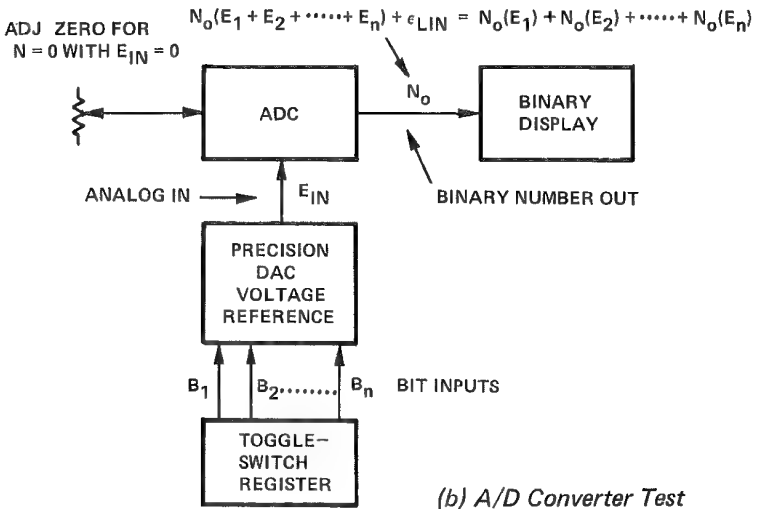 ADJ ZERO FOR
N = 0 WITH E_IN = 0
N_o(E_1 + E_2 + ······+ E_n) + ϵ_LIN = N_o(E_1) + N_o(E_2) + ······+ N_o(E_n)
ADC
N_o
BINARY
DISPLAY
ANALOG IN
E_IN
BINARY NUMBER OUT
PRECISION
DAC
VOLTAGE
REFERENCE
B_1 B_2········ B_n BIT INPUTS
TOGGLE–
SWITCH
REGISTER
(b) A/D Converter Test